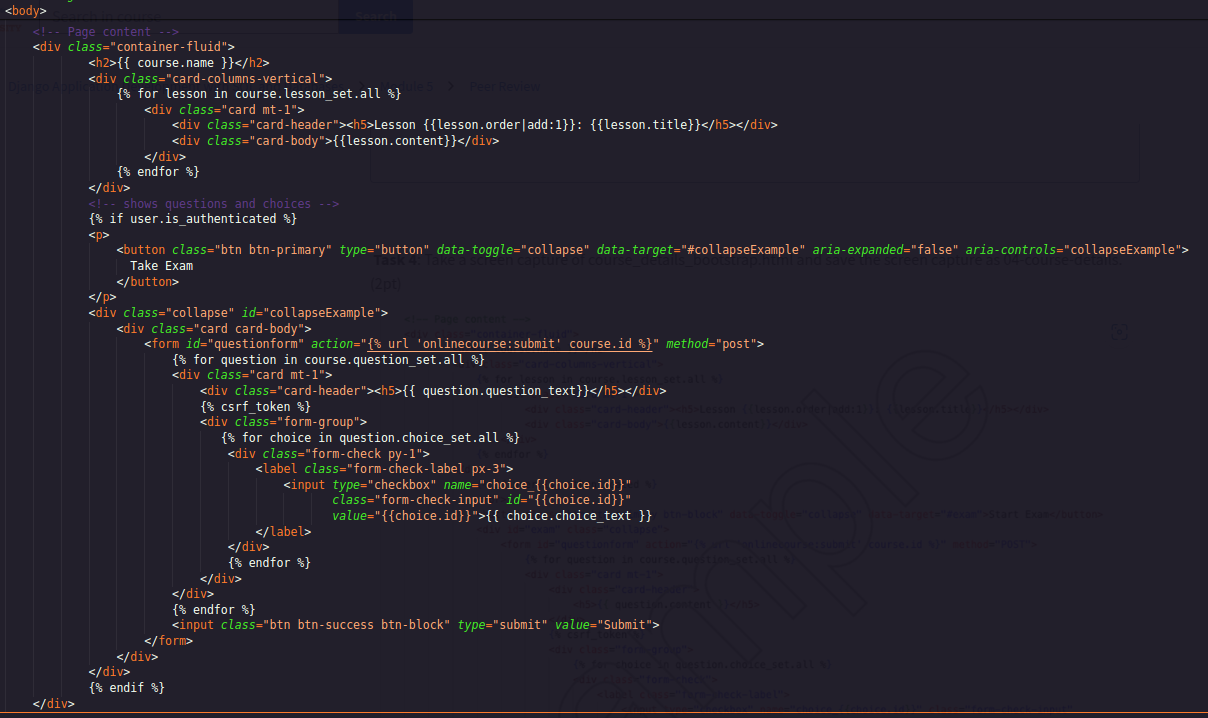 <body>
<!-- Page content -->
<div class="container-fluid">
<h2>{{ course.name }}</h2>
<div class="card-columns-vertical">
{% for lesson in course.lesson_set.all %}
<div class="card mt-1">
<div class="card-header"><h5>Lesson {{lesson.order|add:1}}: {{lesson.title}}</h5></div>
<div class="card-body">{{lesson.content}}</div>
</div>
{% endfor %}
</div>
<!-- shows questions and choices -->
{% if user.is_authenticated %}
<p>
<button class="btn btn-primary" type="button" data-toggle="collapse" data-target="#collapseExample" aria-expanded="false" aria-controls="collapseExample">
Take Exam
</button>
</p>
<div class="collapse" id="collapseExample">
<div class="card card-body">
<form id="questionform" action="{% url 'onlinecourse:submit' course.id %}" method="post">
{% for question in course.question_set.all %}
<div class="card mt-1">
<div class="card-header"><h5>{{ question.question_text}}</h5></div>
{% csrf_token %}
<div class="form-group">
{% for choice in question.choice_set.all %}
<div class="form-check py-1">
<label class="form-check-label px-3">
<input type="checkbox" name="choice_{{choice.id}}"
class="form-check-input" id="{{choice.id}}"
value="{{choice.id}}">{{ choice.choice_text }}
</label>
</div>
{% endfor %}
</div>
</div>
{% endfor %}
<input class="btn btn-success btn-block" type="submit" value="Submit">
</form>
</div>
</div>
{% endif %}
</div>